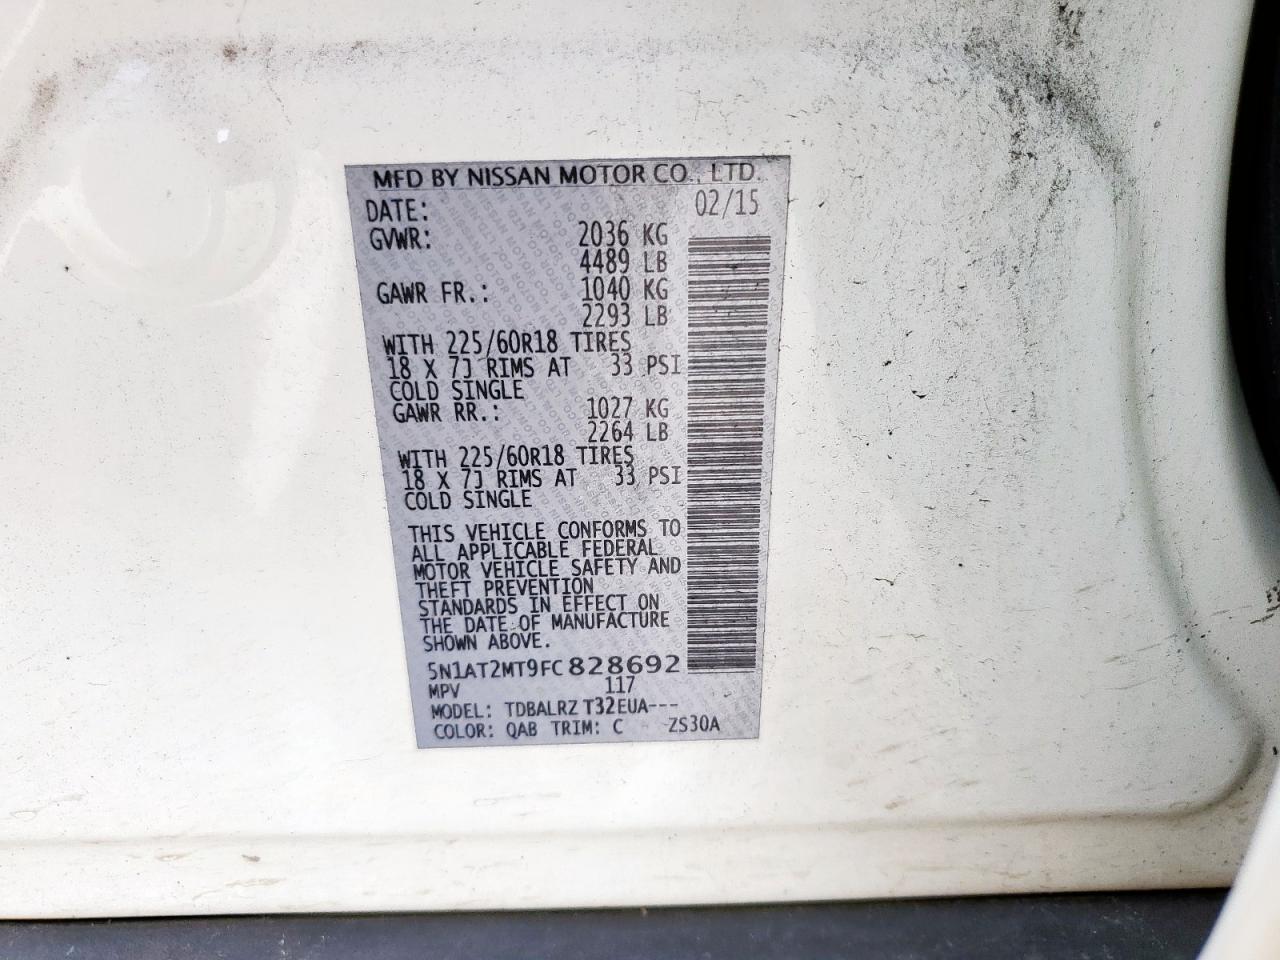 MFD BY NISSAN MOTOR CO., LTD.
DATE: 02/15
GVWR: 2036 KG
4489 LB
GAWR FR.: 1040 KG
2293 LB
WITH 225/60R18 TIRES
18 X 7J RIMS AT 33 PSI
COLD SINGLE
GAWR RR.: 1027 KG
2264 LB
WITH 225/60R18 TIRES
18 X 7J RIMS AT 33 PSI
COLD SINGLE
THIS VEHICLE CONFORMS TO
ALL APPLICABLE FEDERAL
MOTOR VEHICLE SAFETY AND
THEFT PREVENTION
STANDARDS IN EFFECT ON
THE DATE OF MANUFACTURE
SHOWN ABOVE.
5N1AT2MT9FC828692
MPV 117
MODEL: TDBALRZ T32EUA---
COLOR: QAB TRIM: C ZS30A